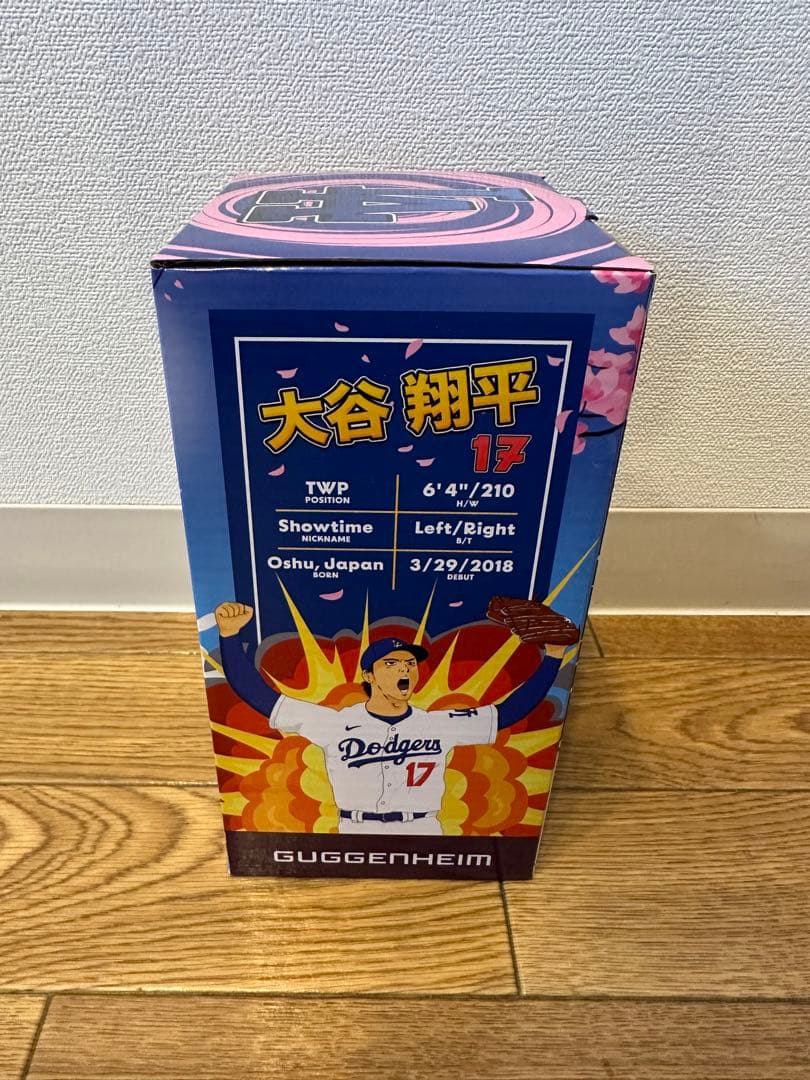 大谷 翔平
17
TWP
POSITION
6'4"/210
H/W
Showtime
NICKNAME
Left/Right
B/T
Oshu, Japan
BORN
3/29/2018
DEBUT
LA
Dodgers
17
GUGGENHEIM